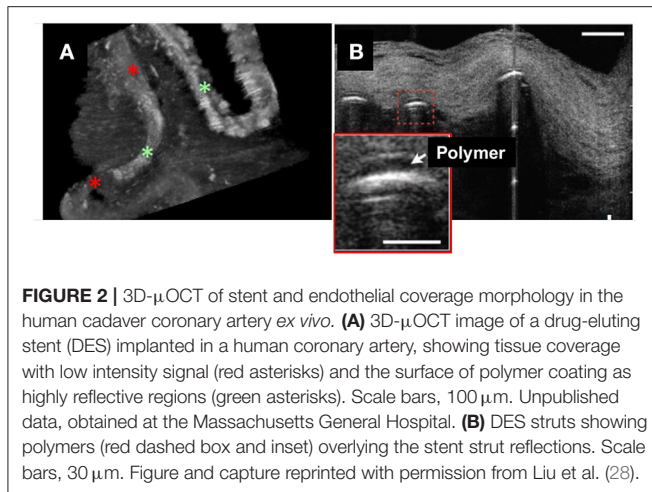 A
B
Polymer
FIGURE 2 | 3D-μOCT of stent and endothelial coverage morphology in the
human cadaver coronary artery ex vivo. (A) 3D-μOCT image of a drug-eluting
stent (DES) implanted in a human coronary artery, showing tissue coverage
with low intensity signal (red asterisks) and the surface of polymer coating as
highly reflective regions (green asterisks). Scale bars, 100 μm. Unpublished
data, obtained at the Massachusetts General Hospital. (B) DES struts showing
polymers (red dashed box and inset) overlying the stent strut reflections. Scale
bars, 30 μm. Figure and capture reprinted with permission from Liu et al. (28).